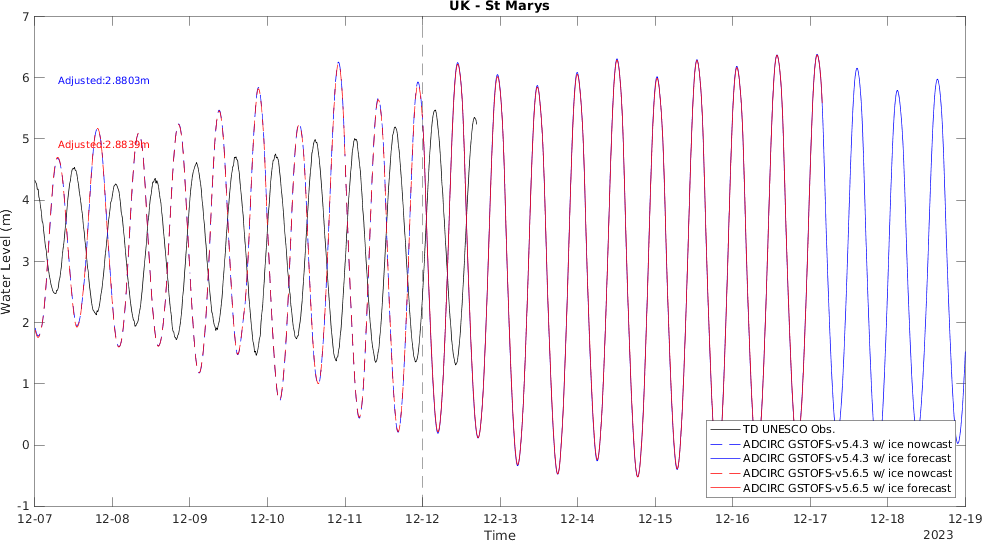 UK - St Marys
7
6
5
4
3
2
1
0
-1
Water Level (m)
Adjusted:2.8803m
Adjusted:2.8839m
TD UNESCO Obs.
ADCIRC GSTOFS-v5.4.3 w/ ice nowcast
ADCIRC GSTOFS-v5.4.3 w/ ice forecast
ADCIRC GSTOFS-v5.6.5 w/ ice nowcast
ADCIRC GSTOFS-v5.6.5 w/ ice forecast
12-07 12-08 12-09 12-10 12-11 12-12 12-13 12-14 12-15 12-16 12-17 12-18 12-19
Time
2023